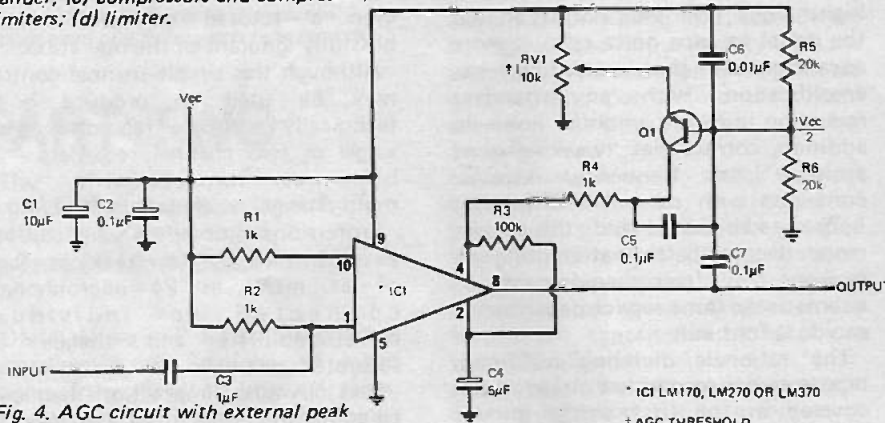 limiters; (d) limiter.
Vcc
C1
10µF
C2
0.1µF
R1
1k
R2
1k
10
1
9
5
IC1
4
8
2
INPUT
C3
1µF
R3
100k
R4
1k
C4
5µF
C5
0.1µF
† RV1
10k
Q1
C6
0.01µF
R5
20k
Vcc
2
R6
20k
C7
0.1µF
OUTPUT
IC1 LM170, LM270 OR LM370
† AGC THRESHOLD
Fig. 4. AGC circuit with external peak